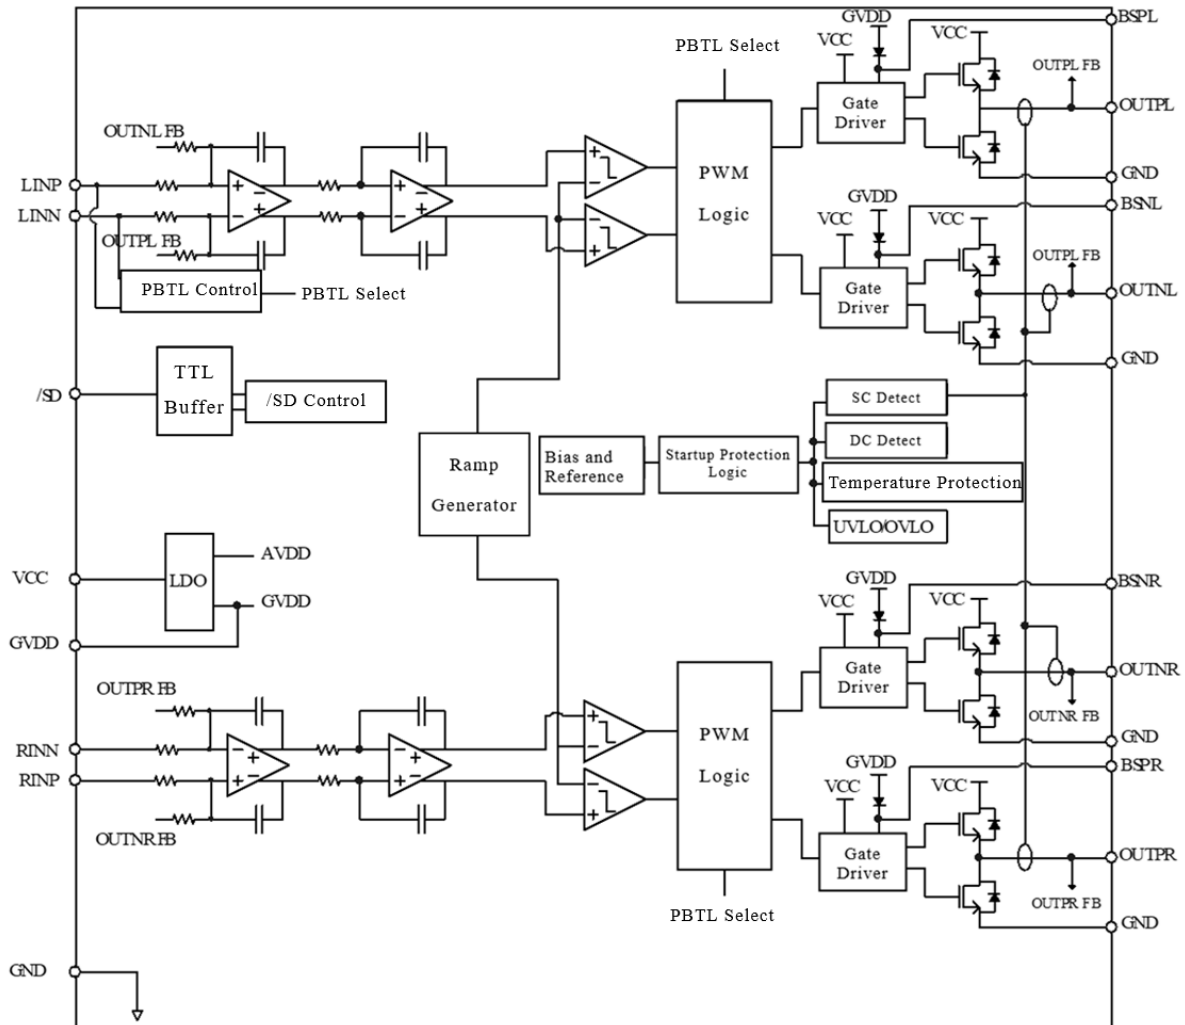 GVDD
BSPL
VCC
VCC
PBTL Select
OUTPL FB
Gate
Driver
OUTPL
OUTNL FB
PWM
Logic
LINP
GND
LINN
BSNL
GVDD
VCC
VCC
OUTPL FB
OUTPL FB
PBTL Control
PBTL Select
Gate
Driver
OUTNL
GND
TTL
Buffer
/SD
/SD Control
SC Detect
DC Detect
Ramp
Generator
Bias and
Reference
Startup Protection
Logic
Temperature Protection
UVLO/OVLO
AVDD
VCC
LDO
GVDD
GVDD
BSNR
GVDD
VCC
VCC
Gate
Driver
OUTNR
OUTPR FB
OUTNR FB
RINN
PWM
Logic
GND
RINP
BSPR
GVDD
VCC
VCC
OUTNR FB
Gate
Driver
OUTPR
OUTPR FB
PBTL Select
GND
GND